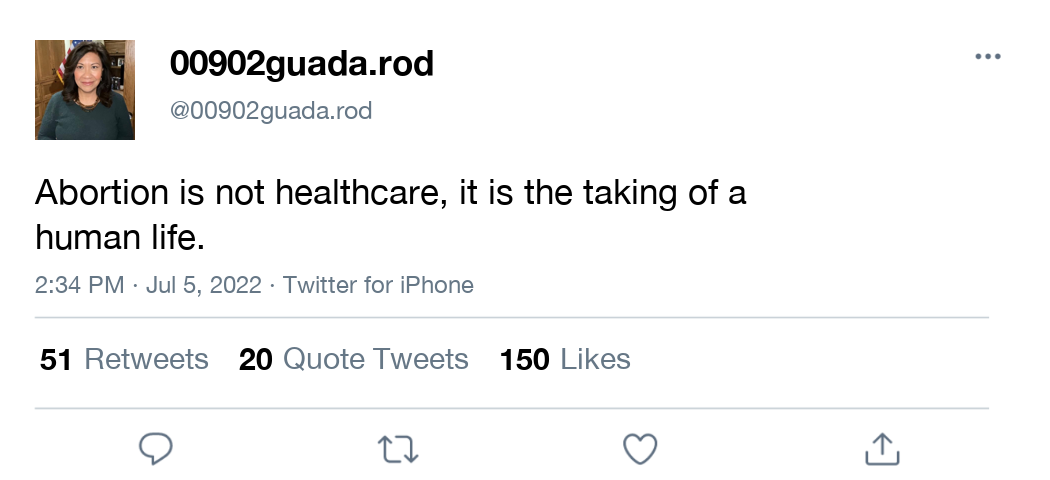 00902guada.rod
@00902guada.rod
Abortion is not healthcare, it is the taking of a
human life.
2:34 PM · Jul 5, 2022 · Twitter for iPhone
51 Retweets 20 Quote Tweets 150 Likes